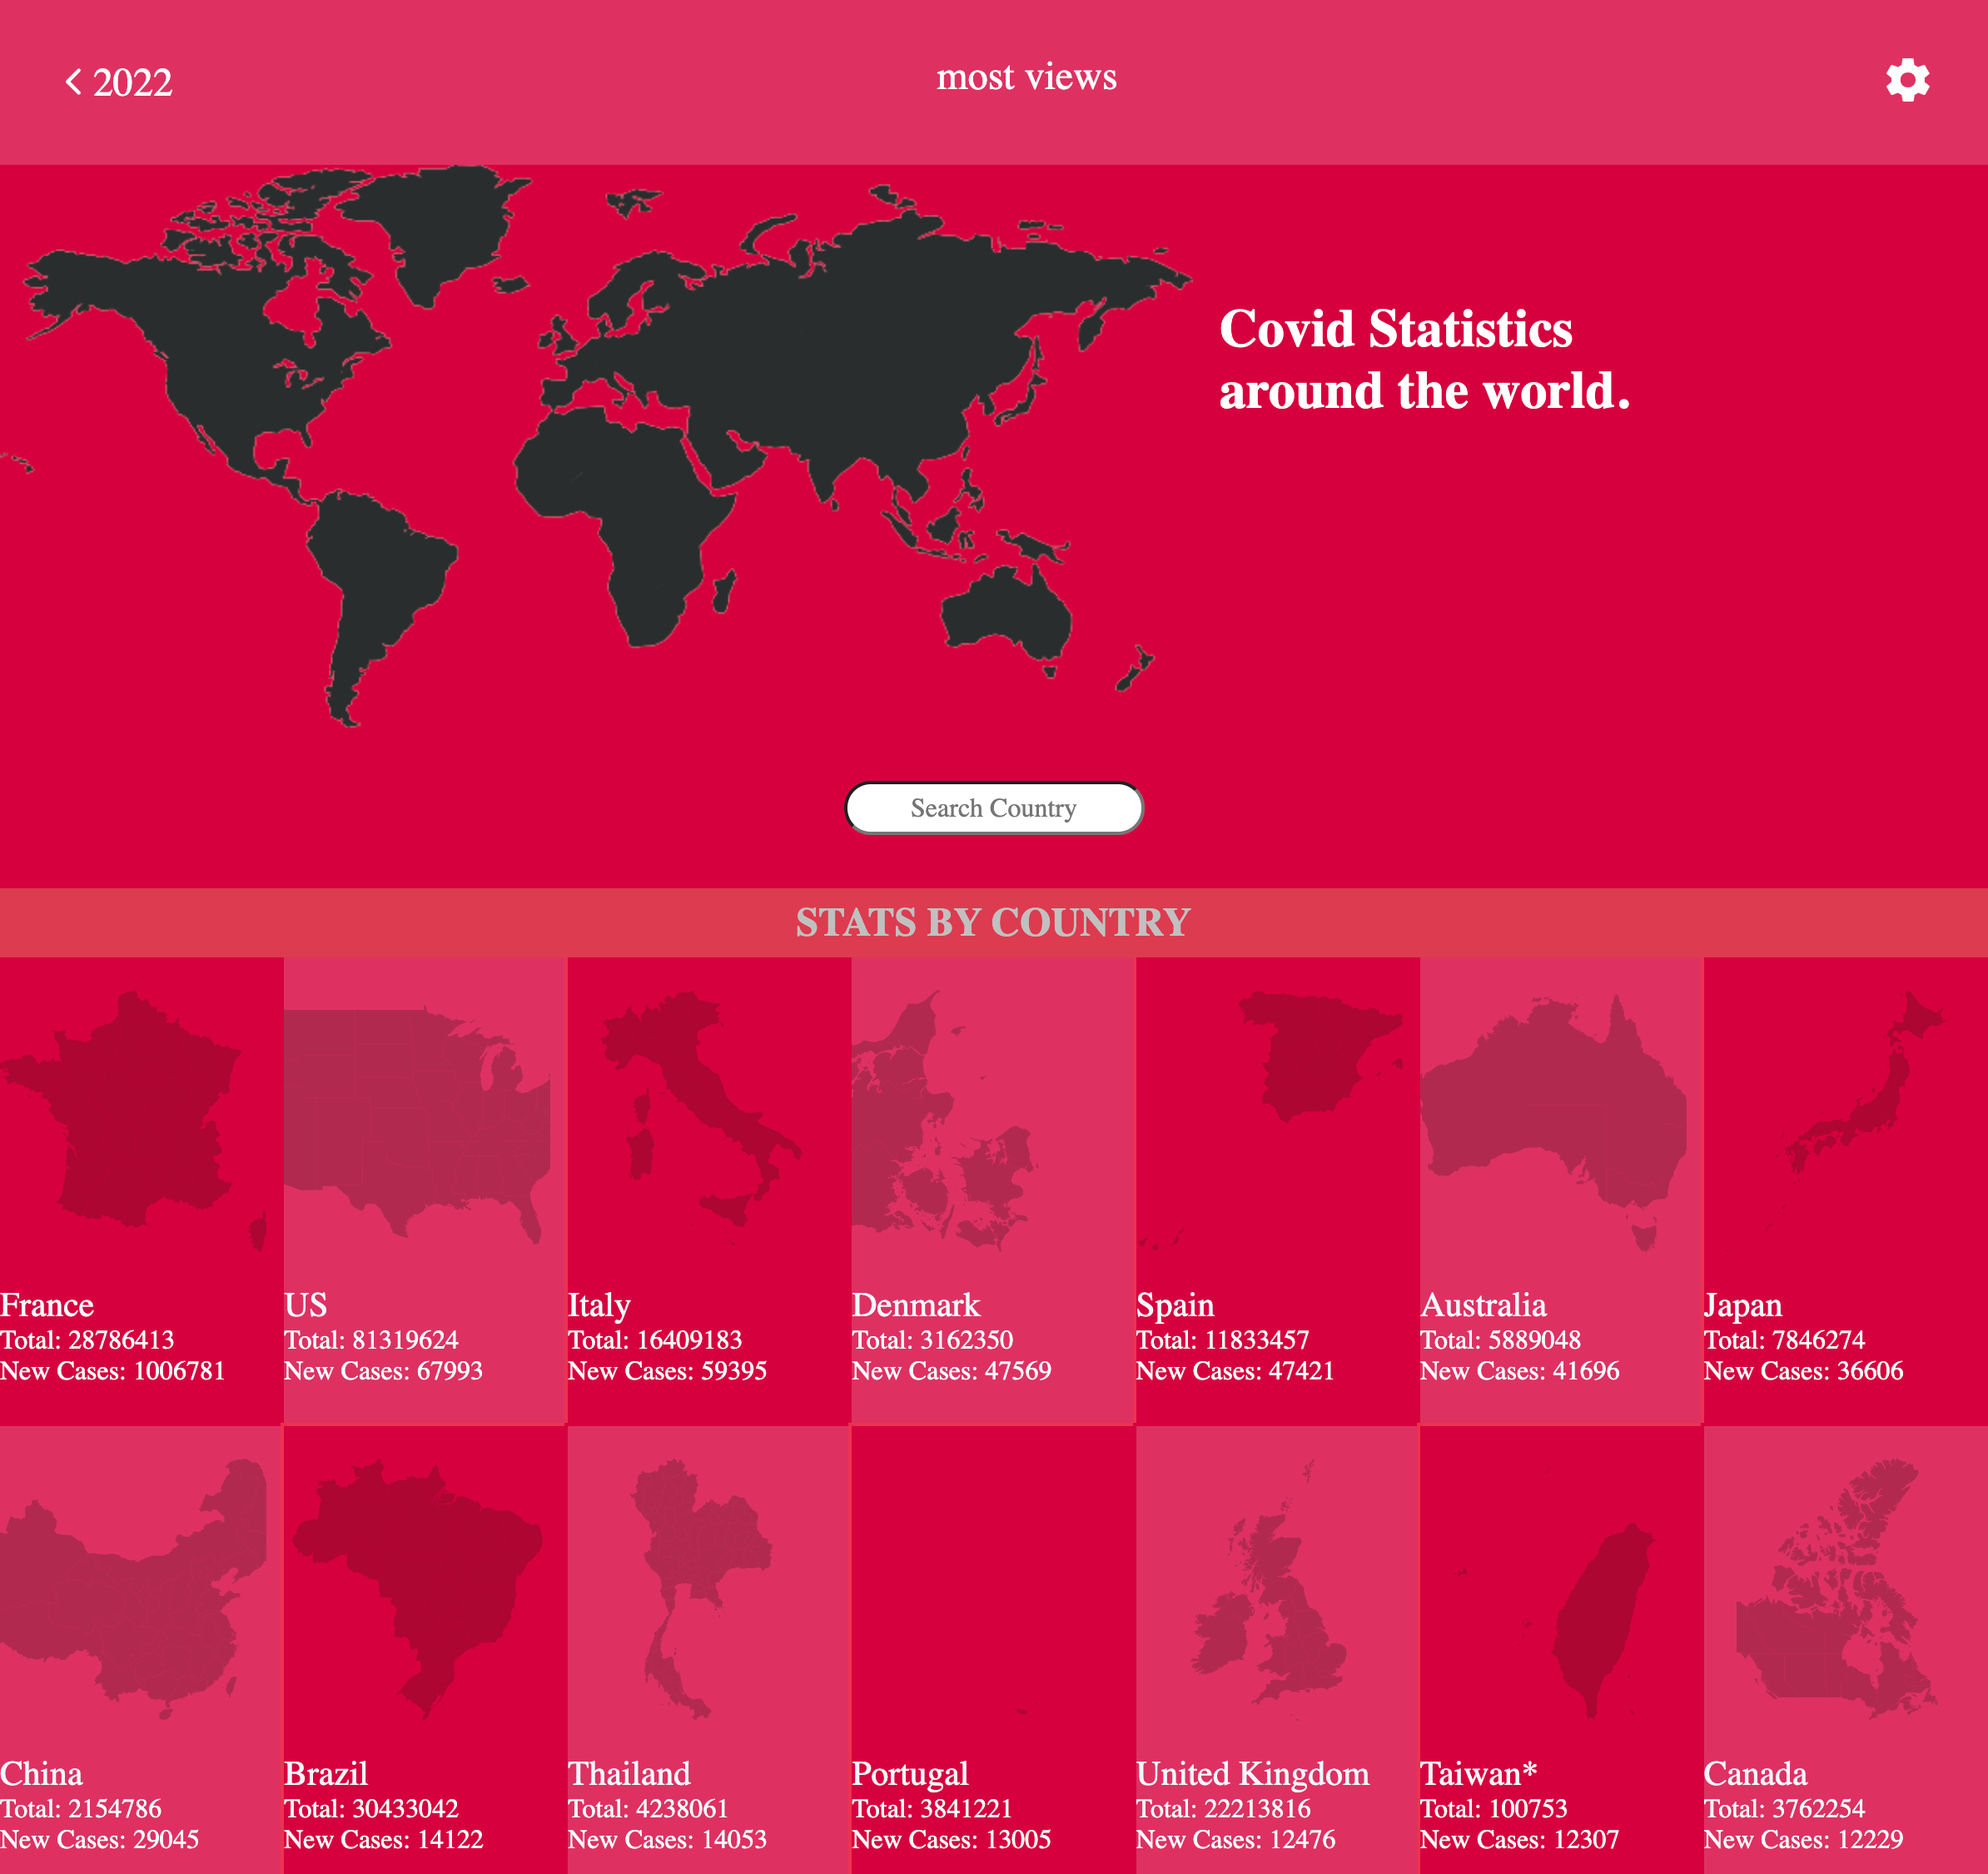 2022
most views
Covid Statistics
around the world.
Search Country
STATS BY COUNTRY
France
Total: 28786413
New Cases: 1006781
US
Total: 81319624
New Cases: 67993
Italy
Total: 16409183
New Cases: 59395
Denmark
Total: 3162350
New Cases: 47569
Spain
Total: 11833457
New Cases: 47421
Australia
Total: 5889048
New Cases: 41696
Japan
Total: 7846274
New Cases: 36606
China
Total: 2154786
New Cases: 29045
Brazil
Total: 30433042
New Cases: 14122
Thailand
Total: 4238061
New Cases: 14053
Portugal
Total: 3841221
New Cases: 13005
United Kingdom
Total: 22213816
New Cases: 12476
Taiwan*
Total: 100753
New Cases: 12307
Canada
Total: 3762254
New Cases: 12229